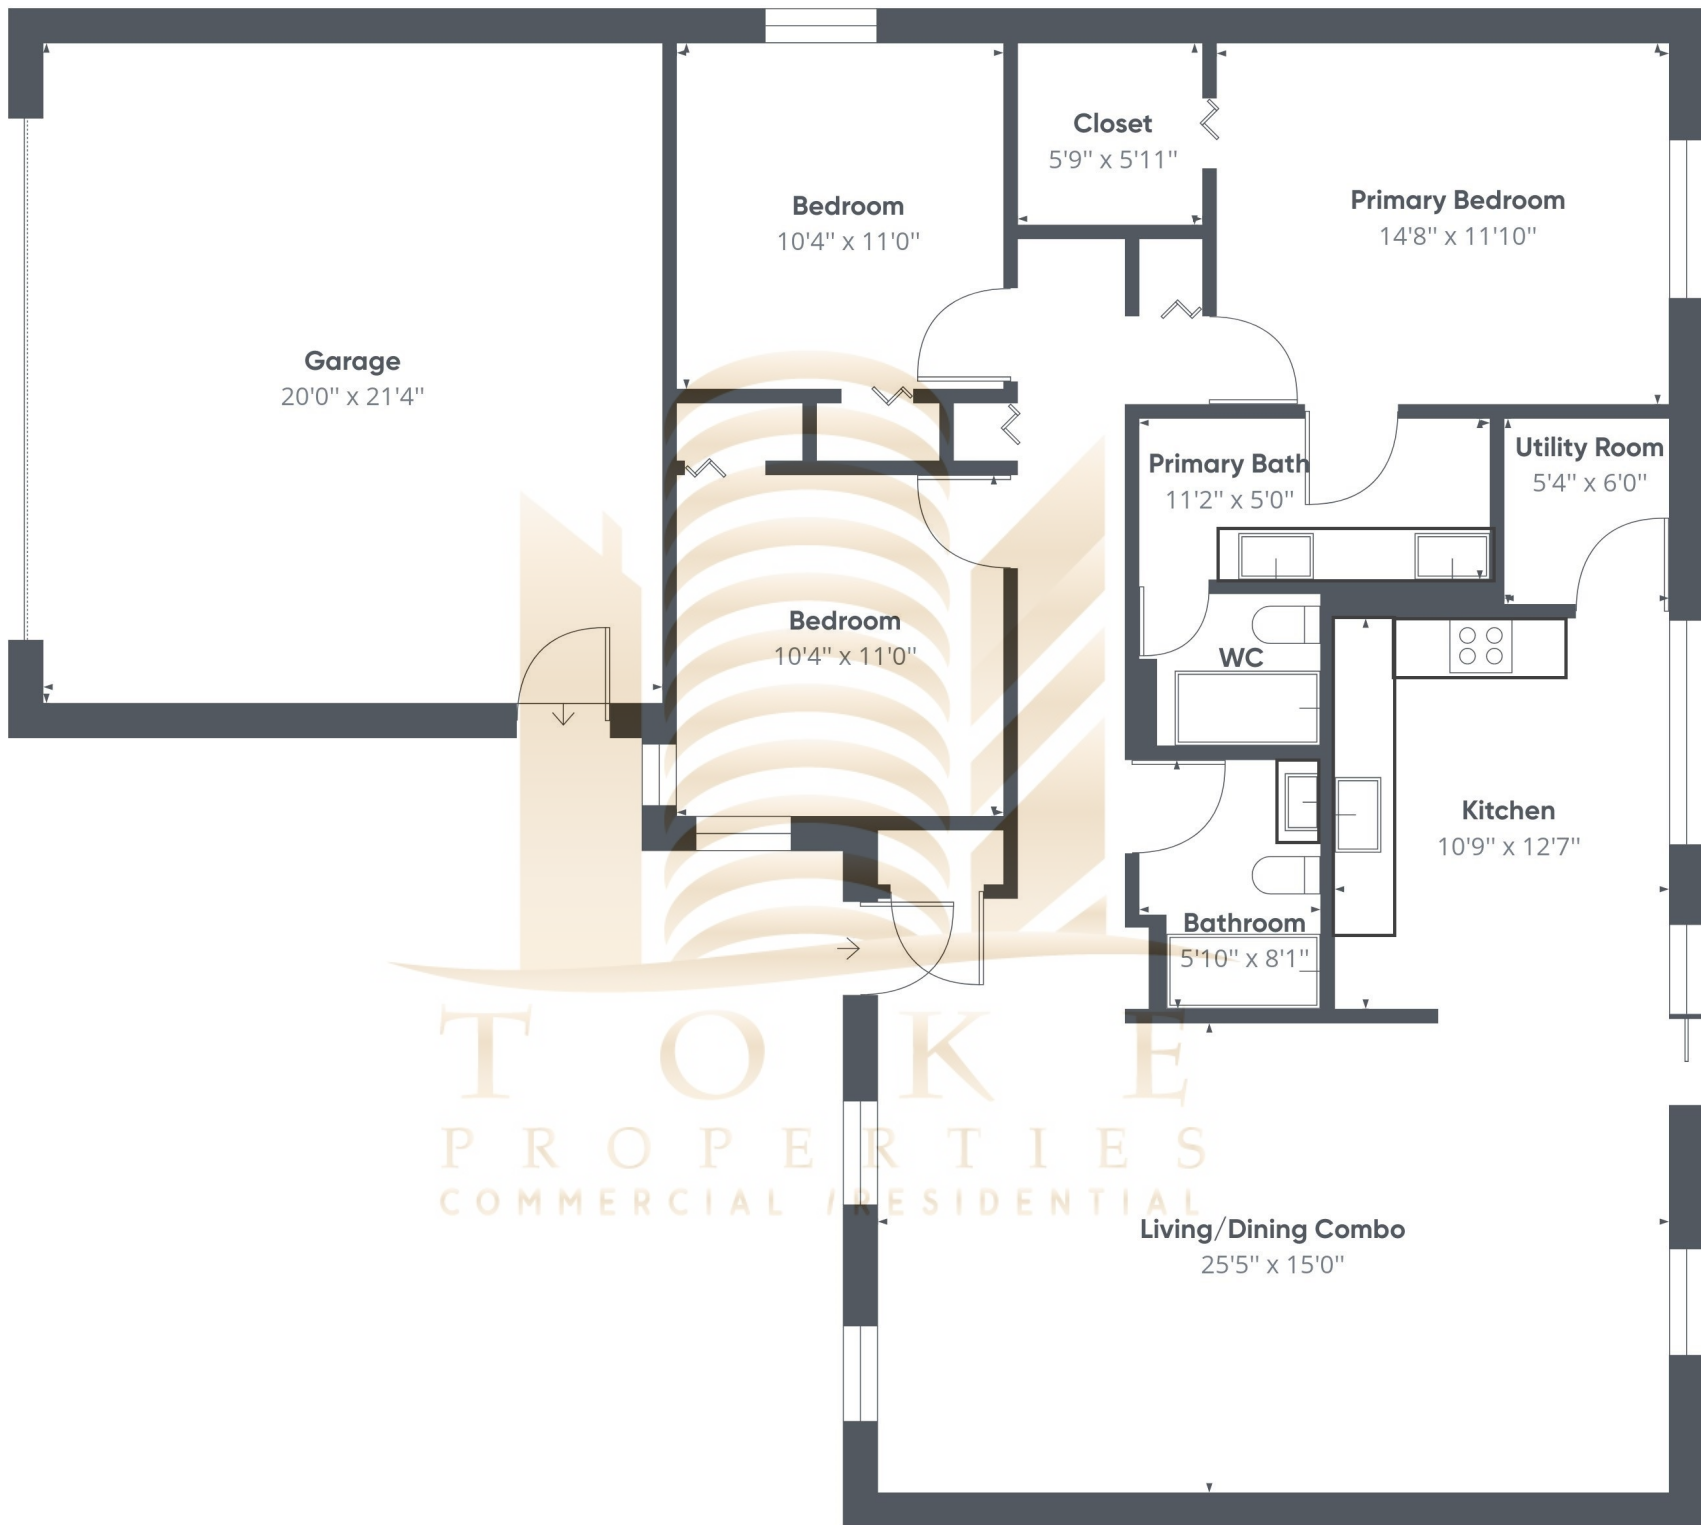 Closet
5'9" x 5'11"
Bedroom
10'4" x 11'0"
Primary Bedroom
14'8" x 11'10"
Garage
20'0" x 21'4"
Primary Bath
11'2" x 5'0"
Utility Room
5'4" x 6'0"
Bedroom
10'4" x 11'0"
WC
Kitchen
10'9" x 12'7"
Bathroom
5'10" x 8'1"
TOKE
PROPERTIES
COMMERCIAL / RESIDENTIAL
Living/Dining Combo
25'5" x 15'0"